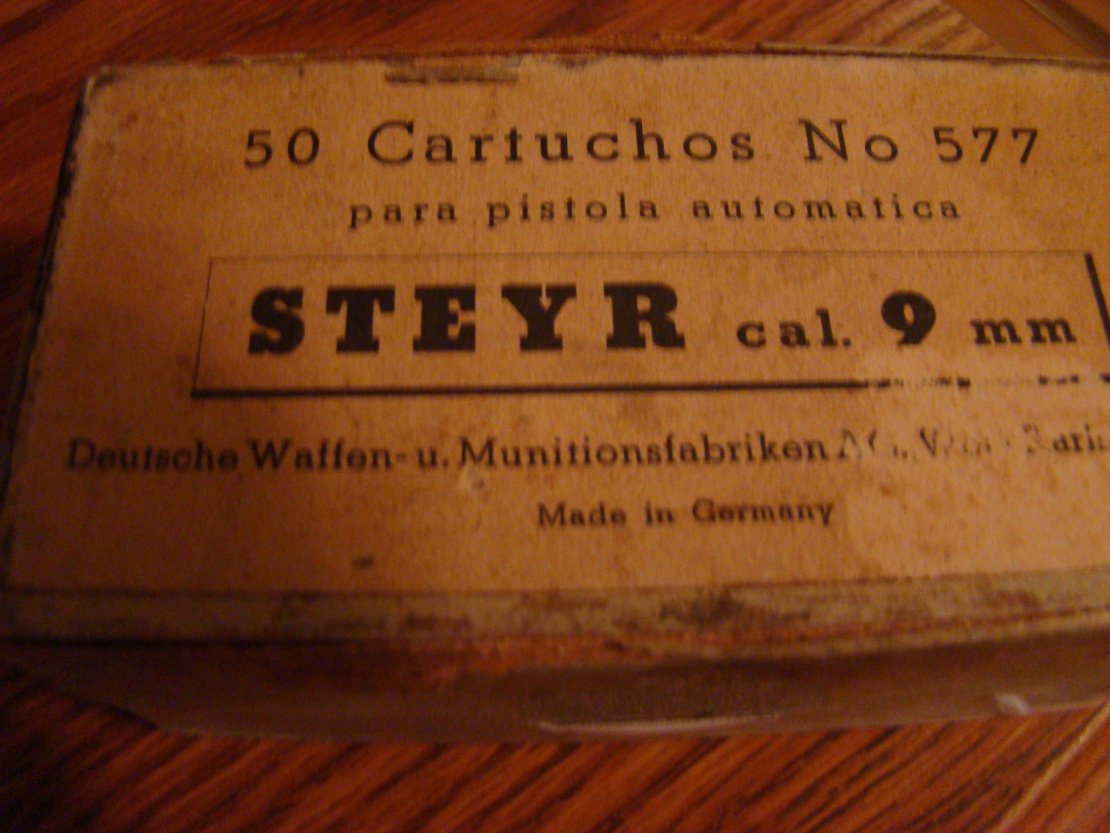 50 Cartuchos No 577
para pistola automatica
STEYR cal. 9 mm
Deutsche Waffen- u. Munitionsfabriken
Made in Germany